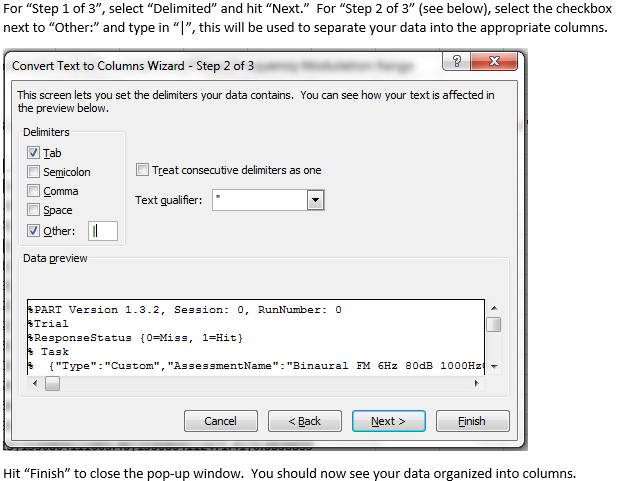 For “Step 1 of 3”, select “Delimited” and hit “Next.”  For “Step 2 of 3” (see below), select the checkbox
next to “Other:” and type in “|”, this will be used to separate your data into the appropriate columns.
Convert Text to Columns Wizard - Step 2 of 3
This screen lets you set the delimiters your data contains.  You can see how your text is affected in
the preview below.
Delimiters
Tab
Semicolon
Comma
Space
Other: |
Treat consecutive delimiters as one
Text qualifier: "
Data preview
%PART Version 1.3.2, Session: 0, RunNumber: 0
%Trial
%ResponseStatus {0=Miss, 1=Hit}
% Task
%  {"Type":"Custom","AssessmentName":"Binaural FM 6Hz 80dB 1000Hz
Cancel
< Back
Next >
Finish
Hit “Finish” to close the pop-up window.  You should now see your data organized into columns.